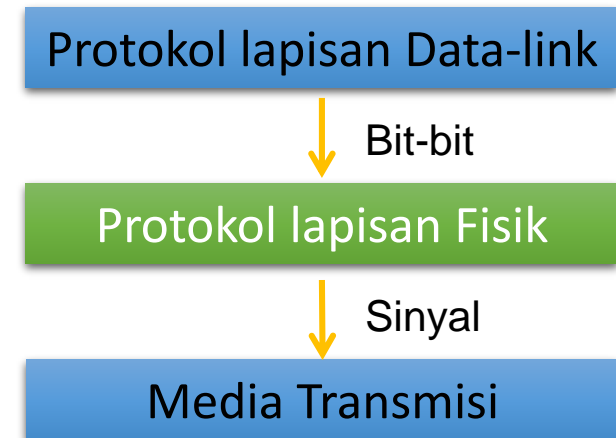 Protokol lapisan Data-link
Bit-bit
Protokol lapisan Fisik
Sinyal
Media Transmisi